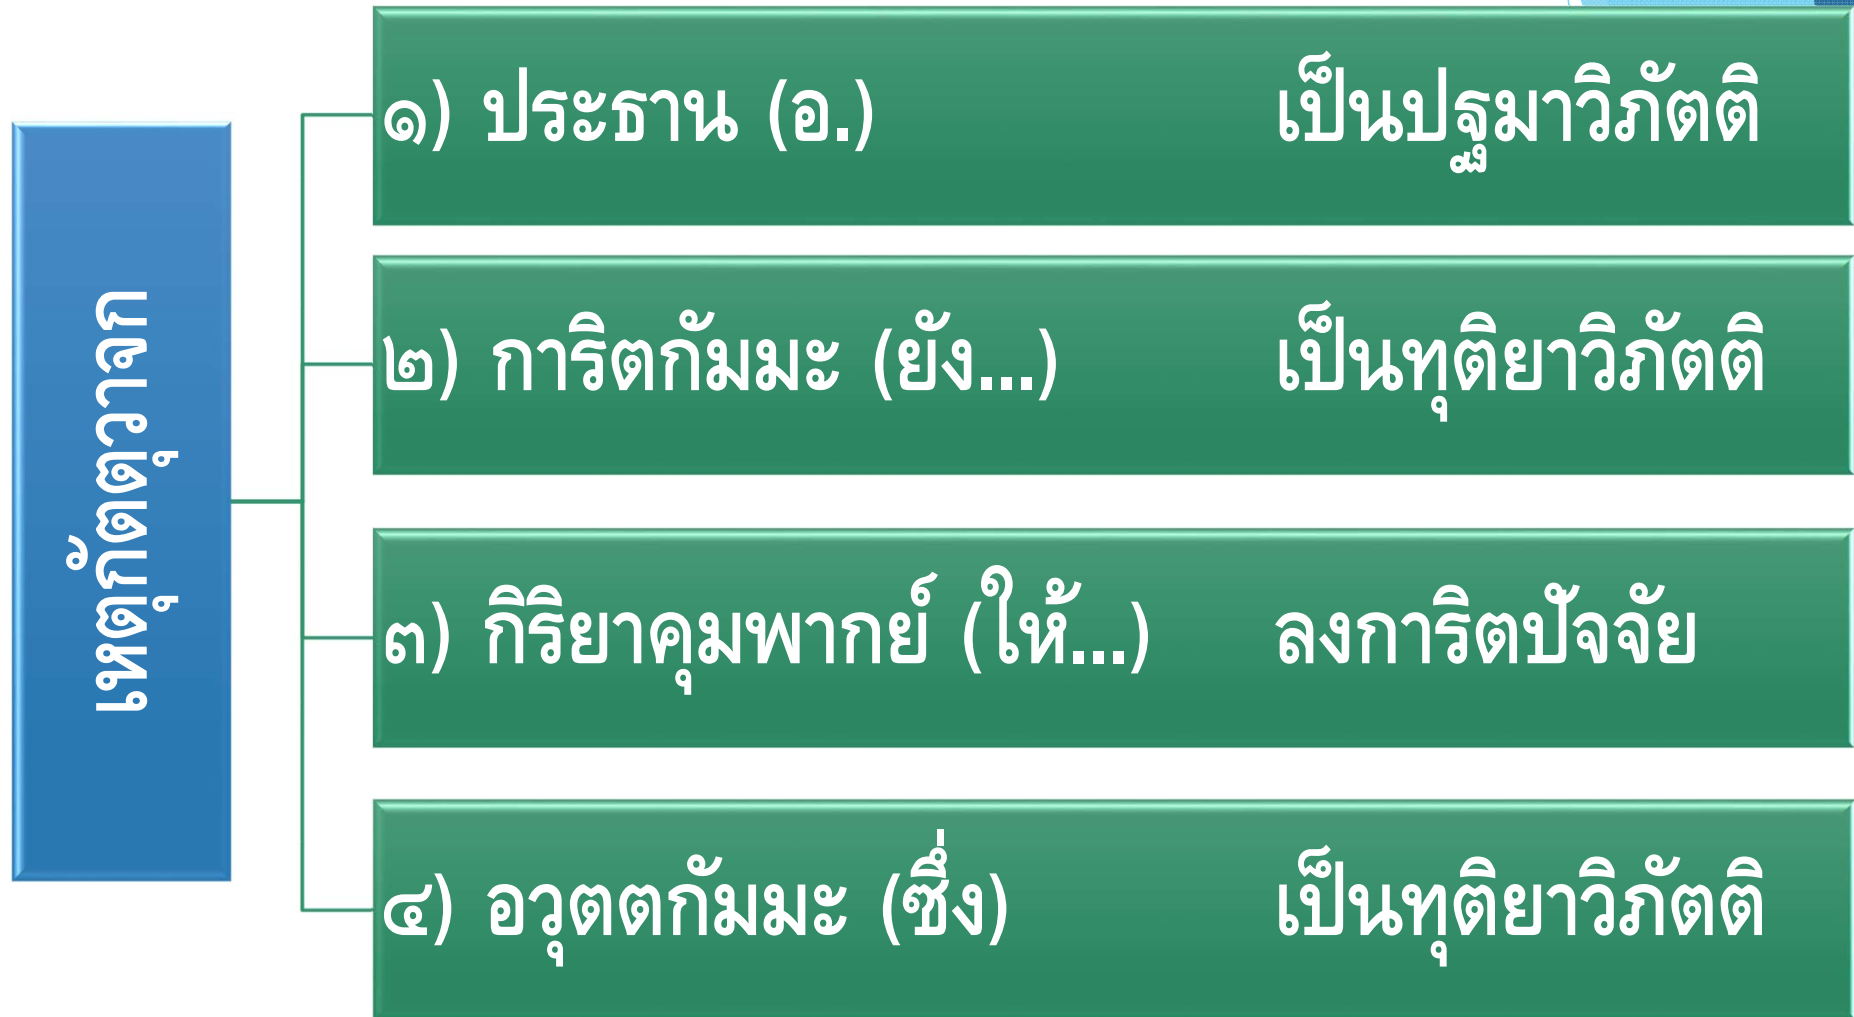 เหตุกัตตุวาจก
๑) ประธาน (อ.) เป็นปฐมาวิภัตติ
๒) การิตกัมมะ (ยัง...) เป็นทุติยาวิภัตติ
๓) กิริยาคุมพากย์ (ให้...) ลงการิตปัจจัย
๔) อวุตตกัมมะ (ซึ่ง) เป็นทุติยาวิภัตติ